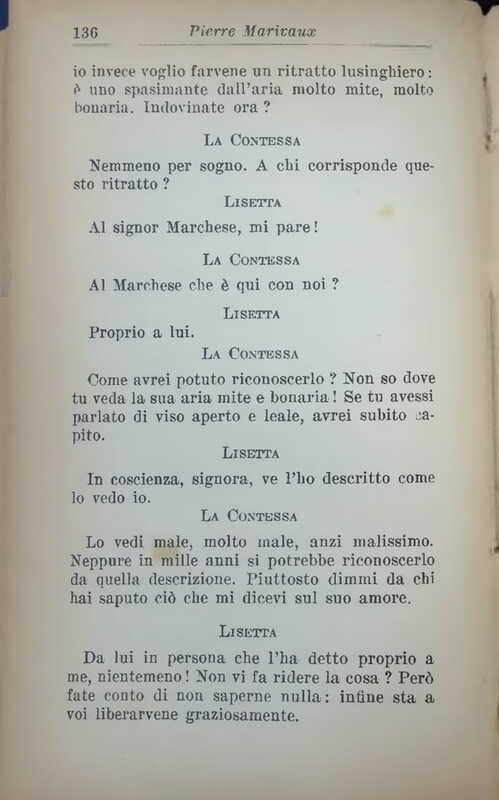 136 Pierre Marivaux
io invece voglio farvene un ritratto lusinghiero:
è uno spasimante dall'aria molto mite, molto
bonaria. Indovinate ora ?
LA CONTESSA
Nemmeno per sogno. A chi corrisponde que-
sto ritratto ?
LISETTA
Al signor Marchese, mi pare!
LA CONTESSA
Al Marchese che è qui con noi ?
LISETTA
Proprio a lui.
LA CONTESSA
Come avrei potuto riconoscerlo ? Non so dove
tu veda la sua aria mite e bonaria! Se tu avessi
parlato di viso aperto e leale, avrei subito ca-
pito.
LISETTA
In coscienza, signora, ve l'ho descritto come
lo vedo io.
LA CONTESSA
Lo vedi male, molto male, anzi malissimo.
Neppure in mille anni si potrebbe riconoscerlo
da quella descrizione. Piuttosto dimmi da chi
hai saputo ciò che mi dicevi sul suo amore.
LISETTA
Da lui in persona che l'ha detto proprio a
me, nientemeno! Non vi fa ridere la cosa ? Però
fate conto di non saperne nulla: infine sta a
voi liberarvene graziosamente.